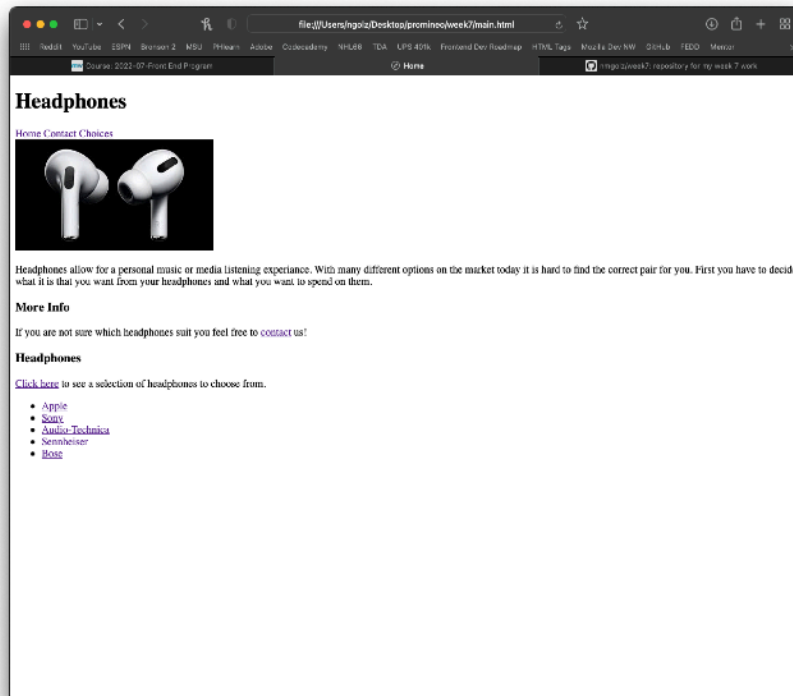 file:///Users/ngolz/Desktop/promineo/week7/main.html
Reddit YouTube ESPN Bronson 2 MSU PHlearn Adobe Codecademy NHL66 TDA UPS 401k Frontend Dev Roadmap HTML Tags Mozilla Dev NW GitHub FEDD Mentor
Course: 2022-07-Front End Program Home repository for my week 7 work
Headphones
Home Contact Choices
Headphones allow for a personal music or media listening experiance. With many different options on the market today it is hard to find the correct pair for you. First you have to decid
what it is that you want from your headphones and what you want to spend on them.
More Info
If you are not sure which headphones suit you feel free to contact us!
Headphones
Click here to see a selection of headphones to choose from.
Apple
Sony
Audio-Technica
Sennheiser
Bose